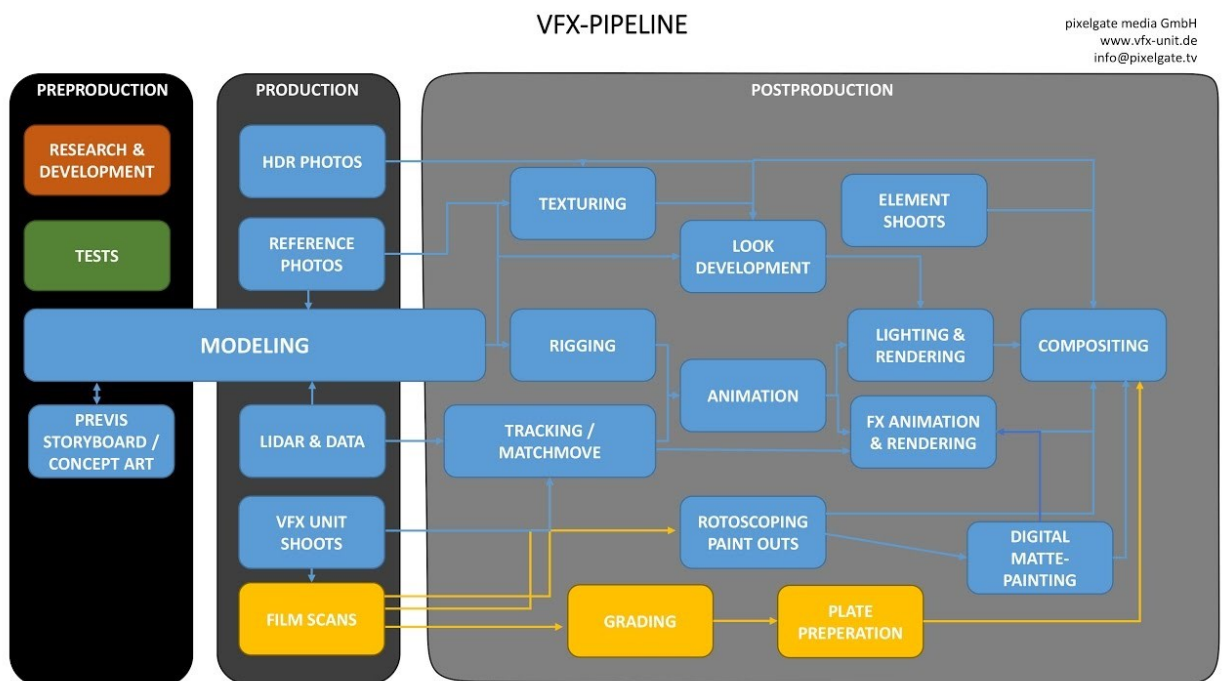 VFX-PIPELINE
pixelgate media GmbH
www.vfx-unit.de
info@pixelgate.tv
PREPRODUCTION
RESEARCH &
DEVELOPMENT
TESTS
MODELING
PREVIS
STORYBOARD /
CONCEPT ART
PRODUCTION
HDR PHOTOS
REFERENCE
PHOTOS
LIDAR & DATA
VFX UNIT
SHOOTS
FILM SCANS
POSTPRODUCTION
TEXTURING
ELEMENT
SHOOTS
LOOK
DEVELOPMENT
RIGGING
LIGHTING &
RENDERING
COMPOSITING
ANIMATION
TRACKING /
MATCHMOVE
FX ANIMATION
& RENDERING
ROTOSCOPING
PAINT OUTS
DIGITAL
MATTE-
PAINTING
GRADING
PLATE
PREPERATION